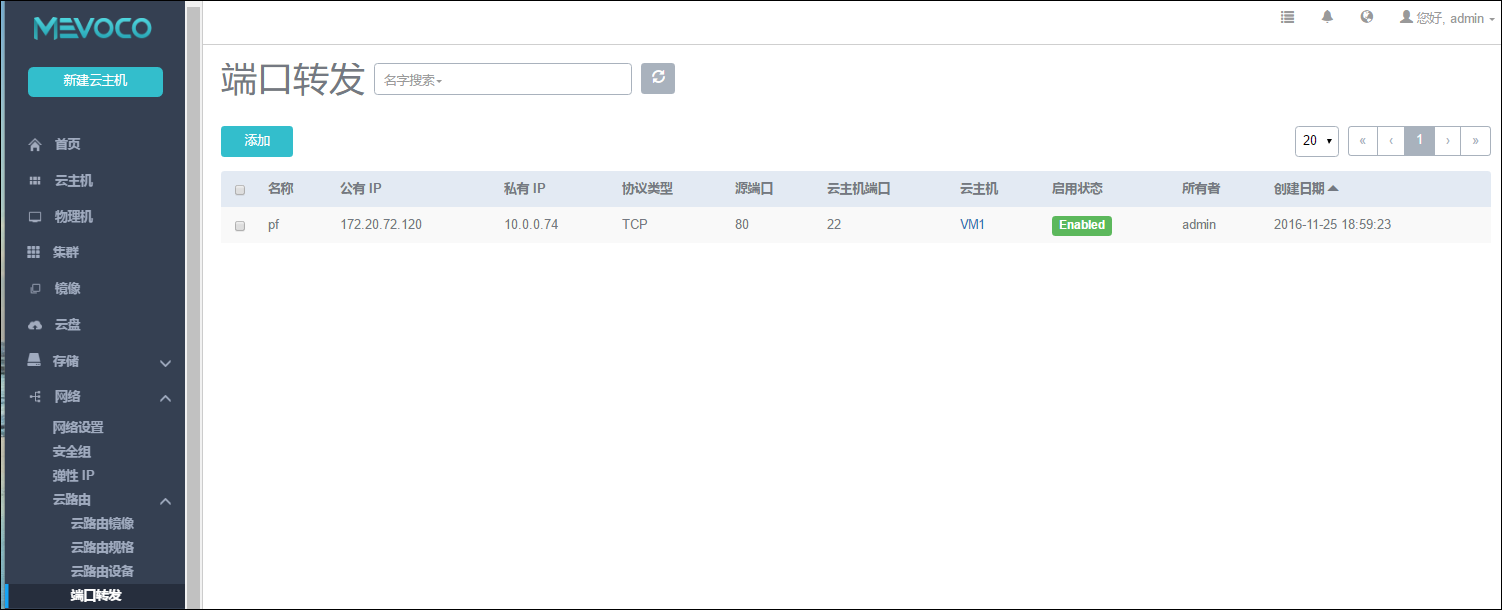 MEVOCO
新建云主机
首页
云主机
物理机
集群
镜像
云盘
存储
网络
网络设置
安全组
弹性 IP
云路由
云路由镜像
云路由规格
云路由设备
端口转发
您好, admin
端口转发 名字搜索
添加
20 « ‹ 1 › »
名称 公有 IP 私有 IP 协议类型 源端口 云主机端口 云主机 启用状态 所有者 创建日期
pf 172.20.72.120 10.0.0.74 TCP 80 22 VM1 Enabled admin 2016-11-25 18:59:23